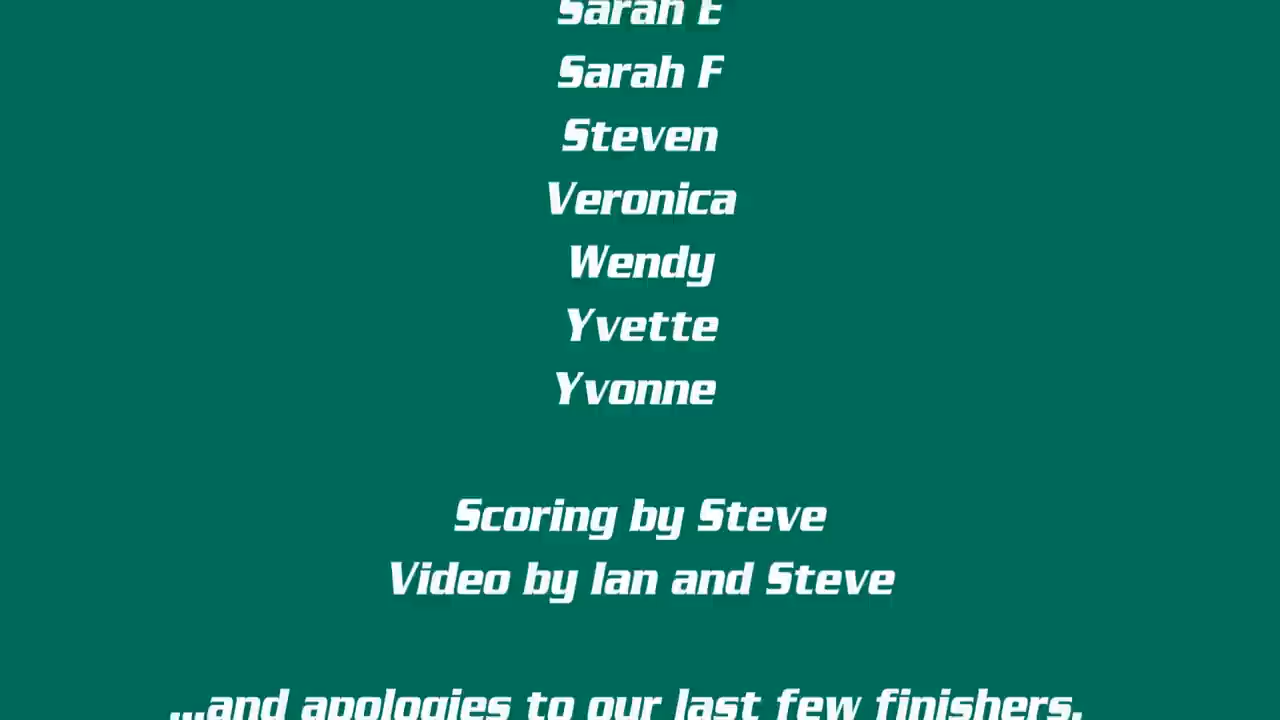 Sarah E
Sarah F
Steven
Veronica
Wendy
Yvette
Yvonne
Scoring by Steve
Video by Ian and Steve
...and apologies to our last few finishers,